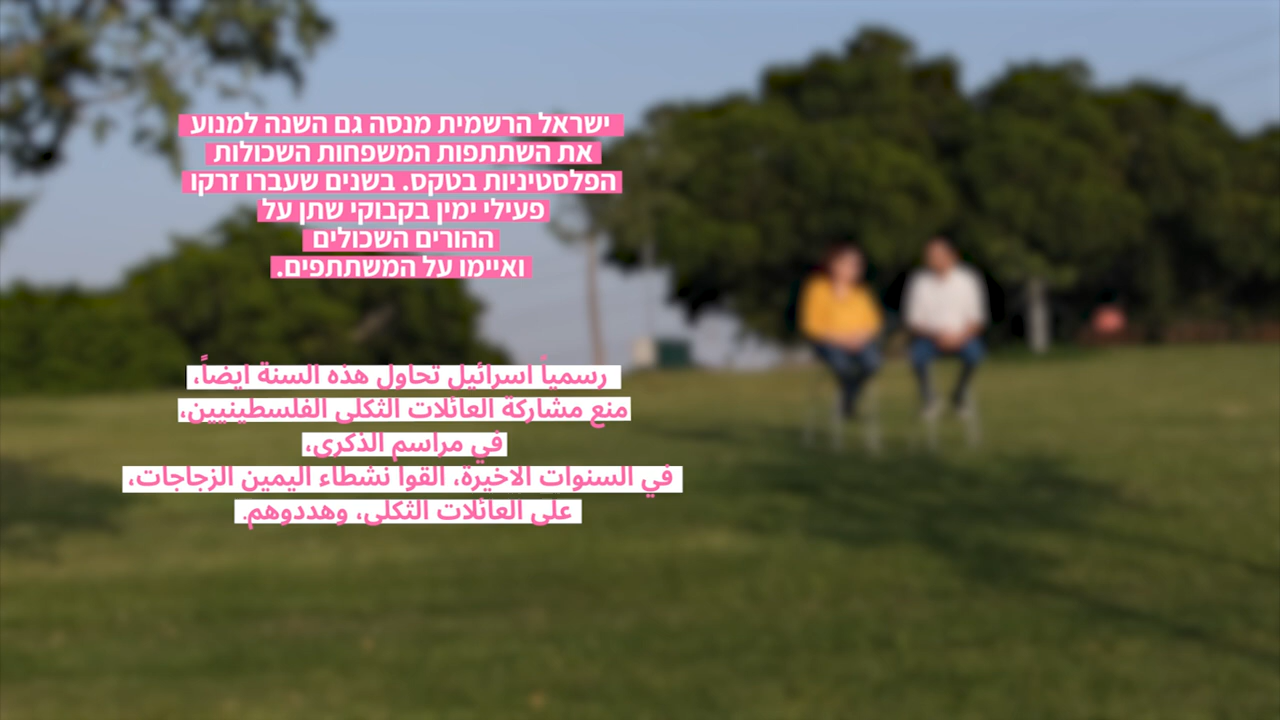 ישראל הרשמית מנסה גם השנה למנוע
את השתתפות המשפחות השכולות
הפלסטיניות בטקס. בשנים שעברו זרקו
פעילי ימין בקבוקי שתן על
ההורים השכולים
ואיימו על המשתתפים.
رسمياً اسرائيل تحاول هذه السنة ايضاً،
منع مشاركة العائلات الثكلى الفلسطينيين،
في مراسم الذكرى،
في السنوات الاخيرة، القوا نشطاء اليمين الزجاجات،
على العائلات الثكلى، وهددوهم.